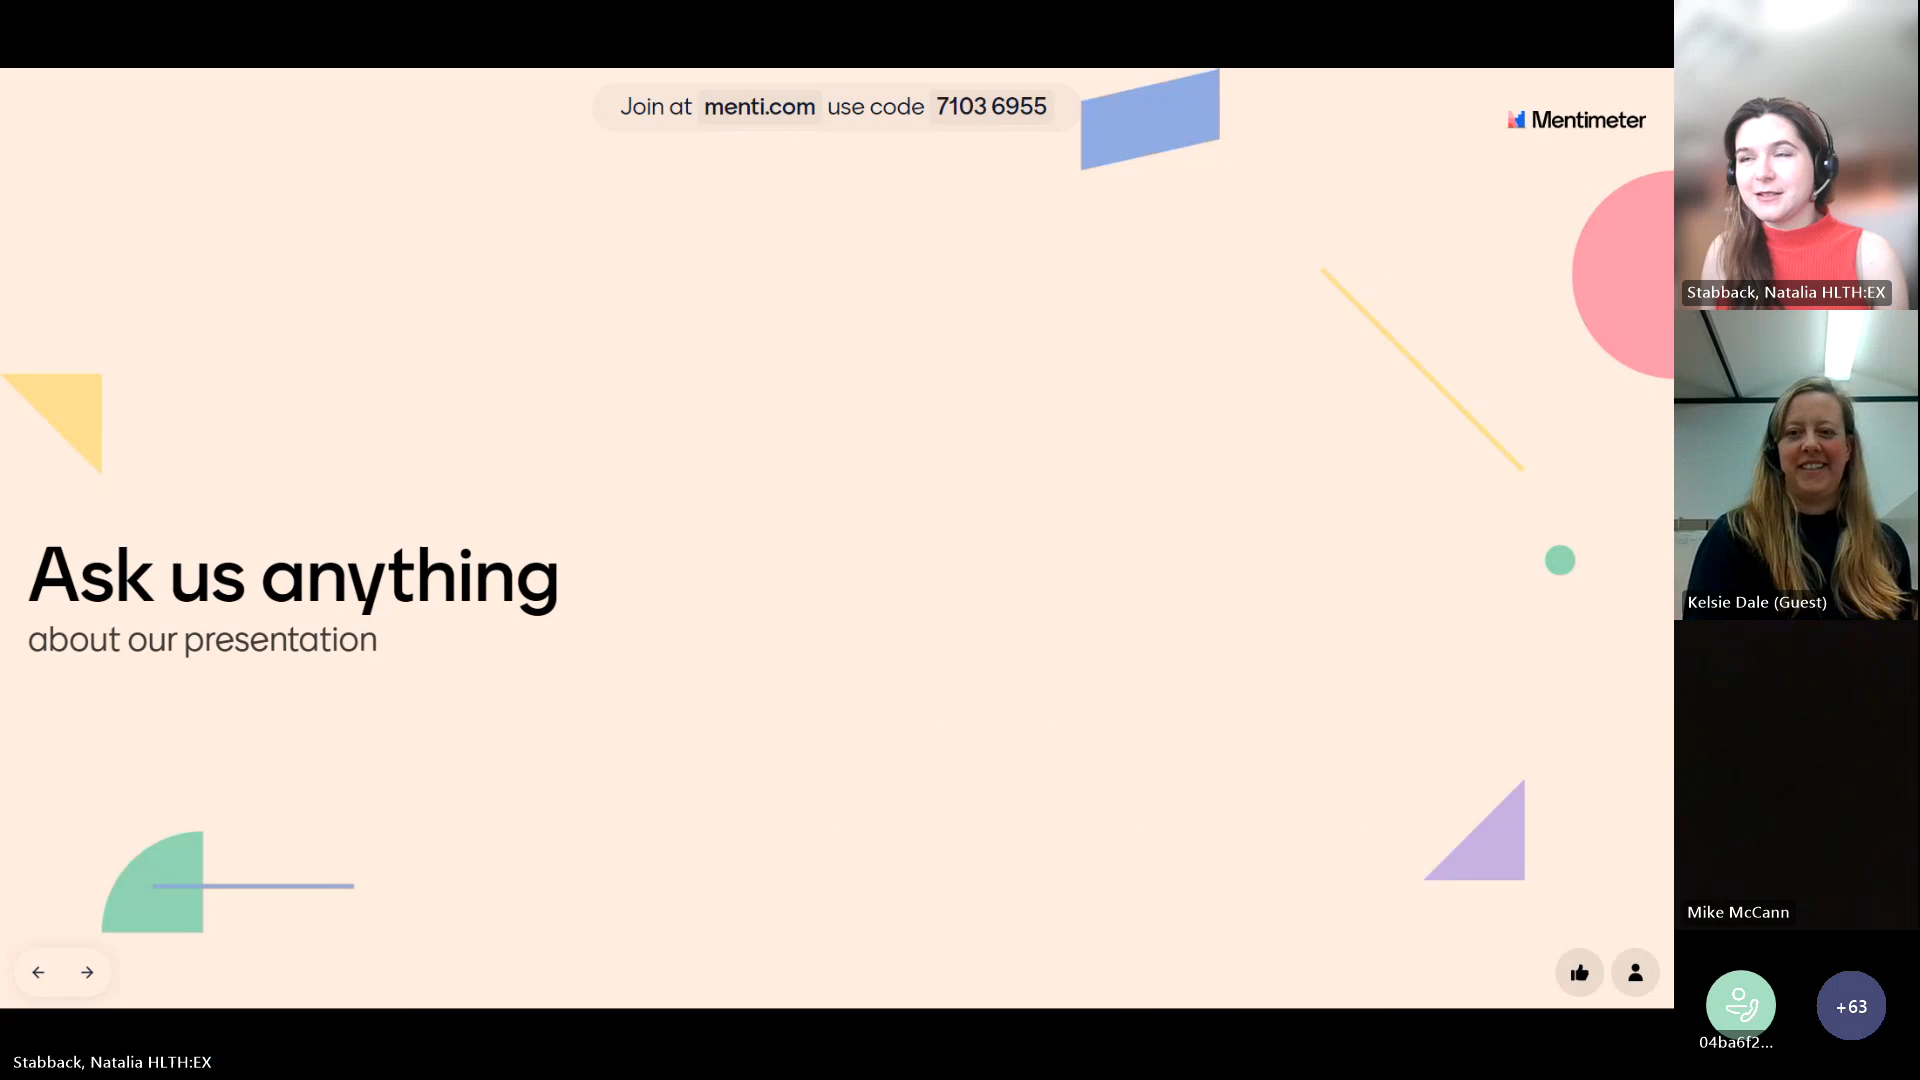 Join at menti.com use code 7103 6955
Mentimeter
Ask us anything
about our presentation
Stabback, Natalia HLTH:EX
Kelsie Dale (Guest)
Mike McCann
04ba6f2...
+63
Stabback, Natalia HLTH:EX